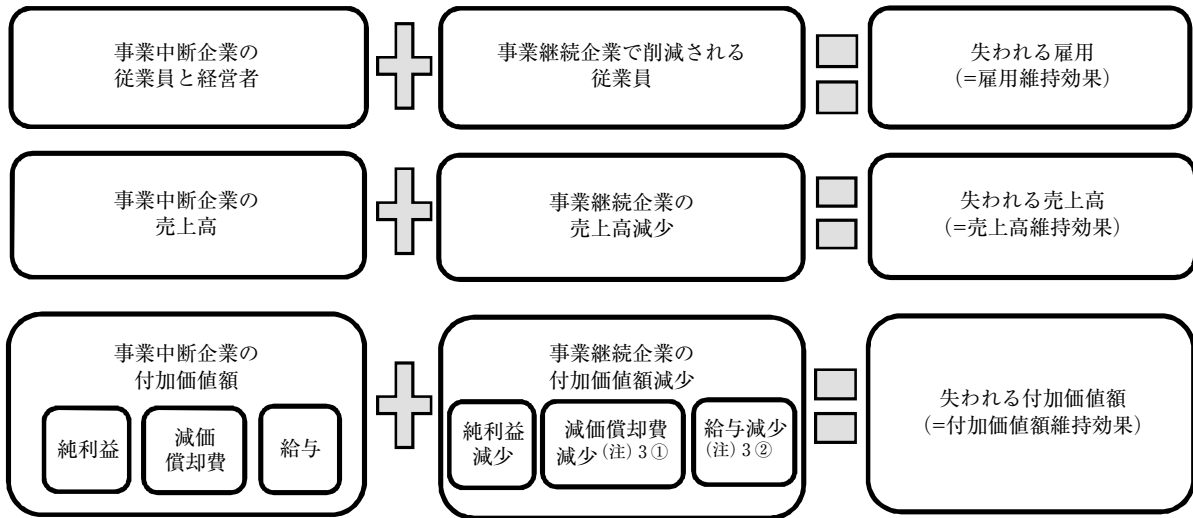 事業中断企業の
従業員と経営者
事業継続企業で削減される
従業員
失われる雇用
(=雇用維持効果)
事業中断企業の
売上高
事業継続企業の
売上高減少
失われる売上高
(=売上高維持効果)
事業中断企業の
付加価値額
純利益
減価
償却費
給与
事業継続企業の
付加価値額減少
純利益
減少
減価償却費
減少(注)3①
給与減少
(注)3②
失われる付加価値額
(=付加価値額維持効果)